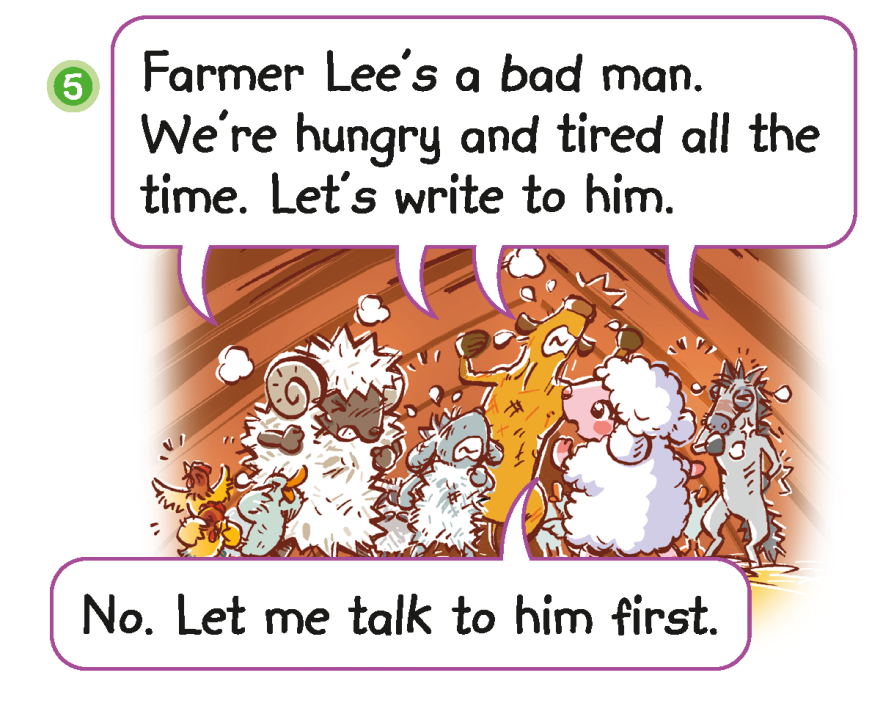 5
Farmer Lee's a bad man.
We're hungry and tired all the
time. Let's write to him.
No. Let me talk to him first.